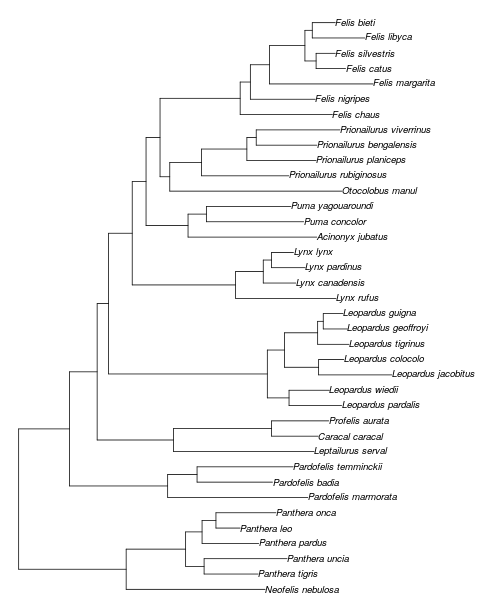 Felis bieti
Felis libyca
Felis silvestris
Felis catus
Felis margarita
Felis nigripes
Felis chaus
Prionailurus viverrinus
Prionailurus bengalensis
Prionailurus planiceps
Prionailurus rubiginosus
Otocolobus manul
Puma yagouaroundi
Puma concolor
Acinonyx jubatus
Lynx lynx
Lynx pardinus
Lynx canadensis
Lynx rufus
Leopardus guigna
Leopardus geoffroyi
Leopardus tigrinus
Leopardus colocolo
Leopardus jacobitus
Leopardus wiedii
Leopardus pardalis
Profelis aurata
Caracal caracal
Leptailurus serval
Pardofelis temminckii
Pardofelis badia
Pardofelis marmorata
Panthera onca
Panthera leo
Panthera pardus
Panthera uncia
Panthera tigris
Neofelis nebulosa